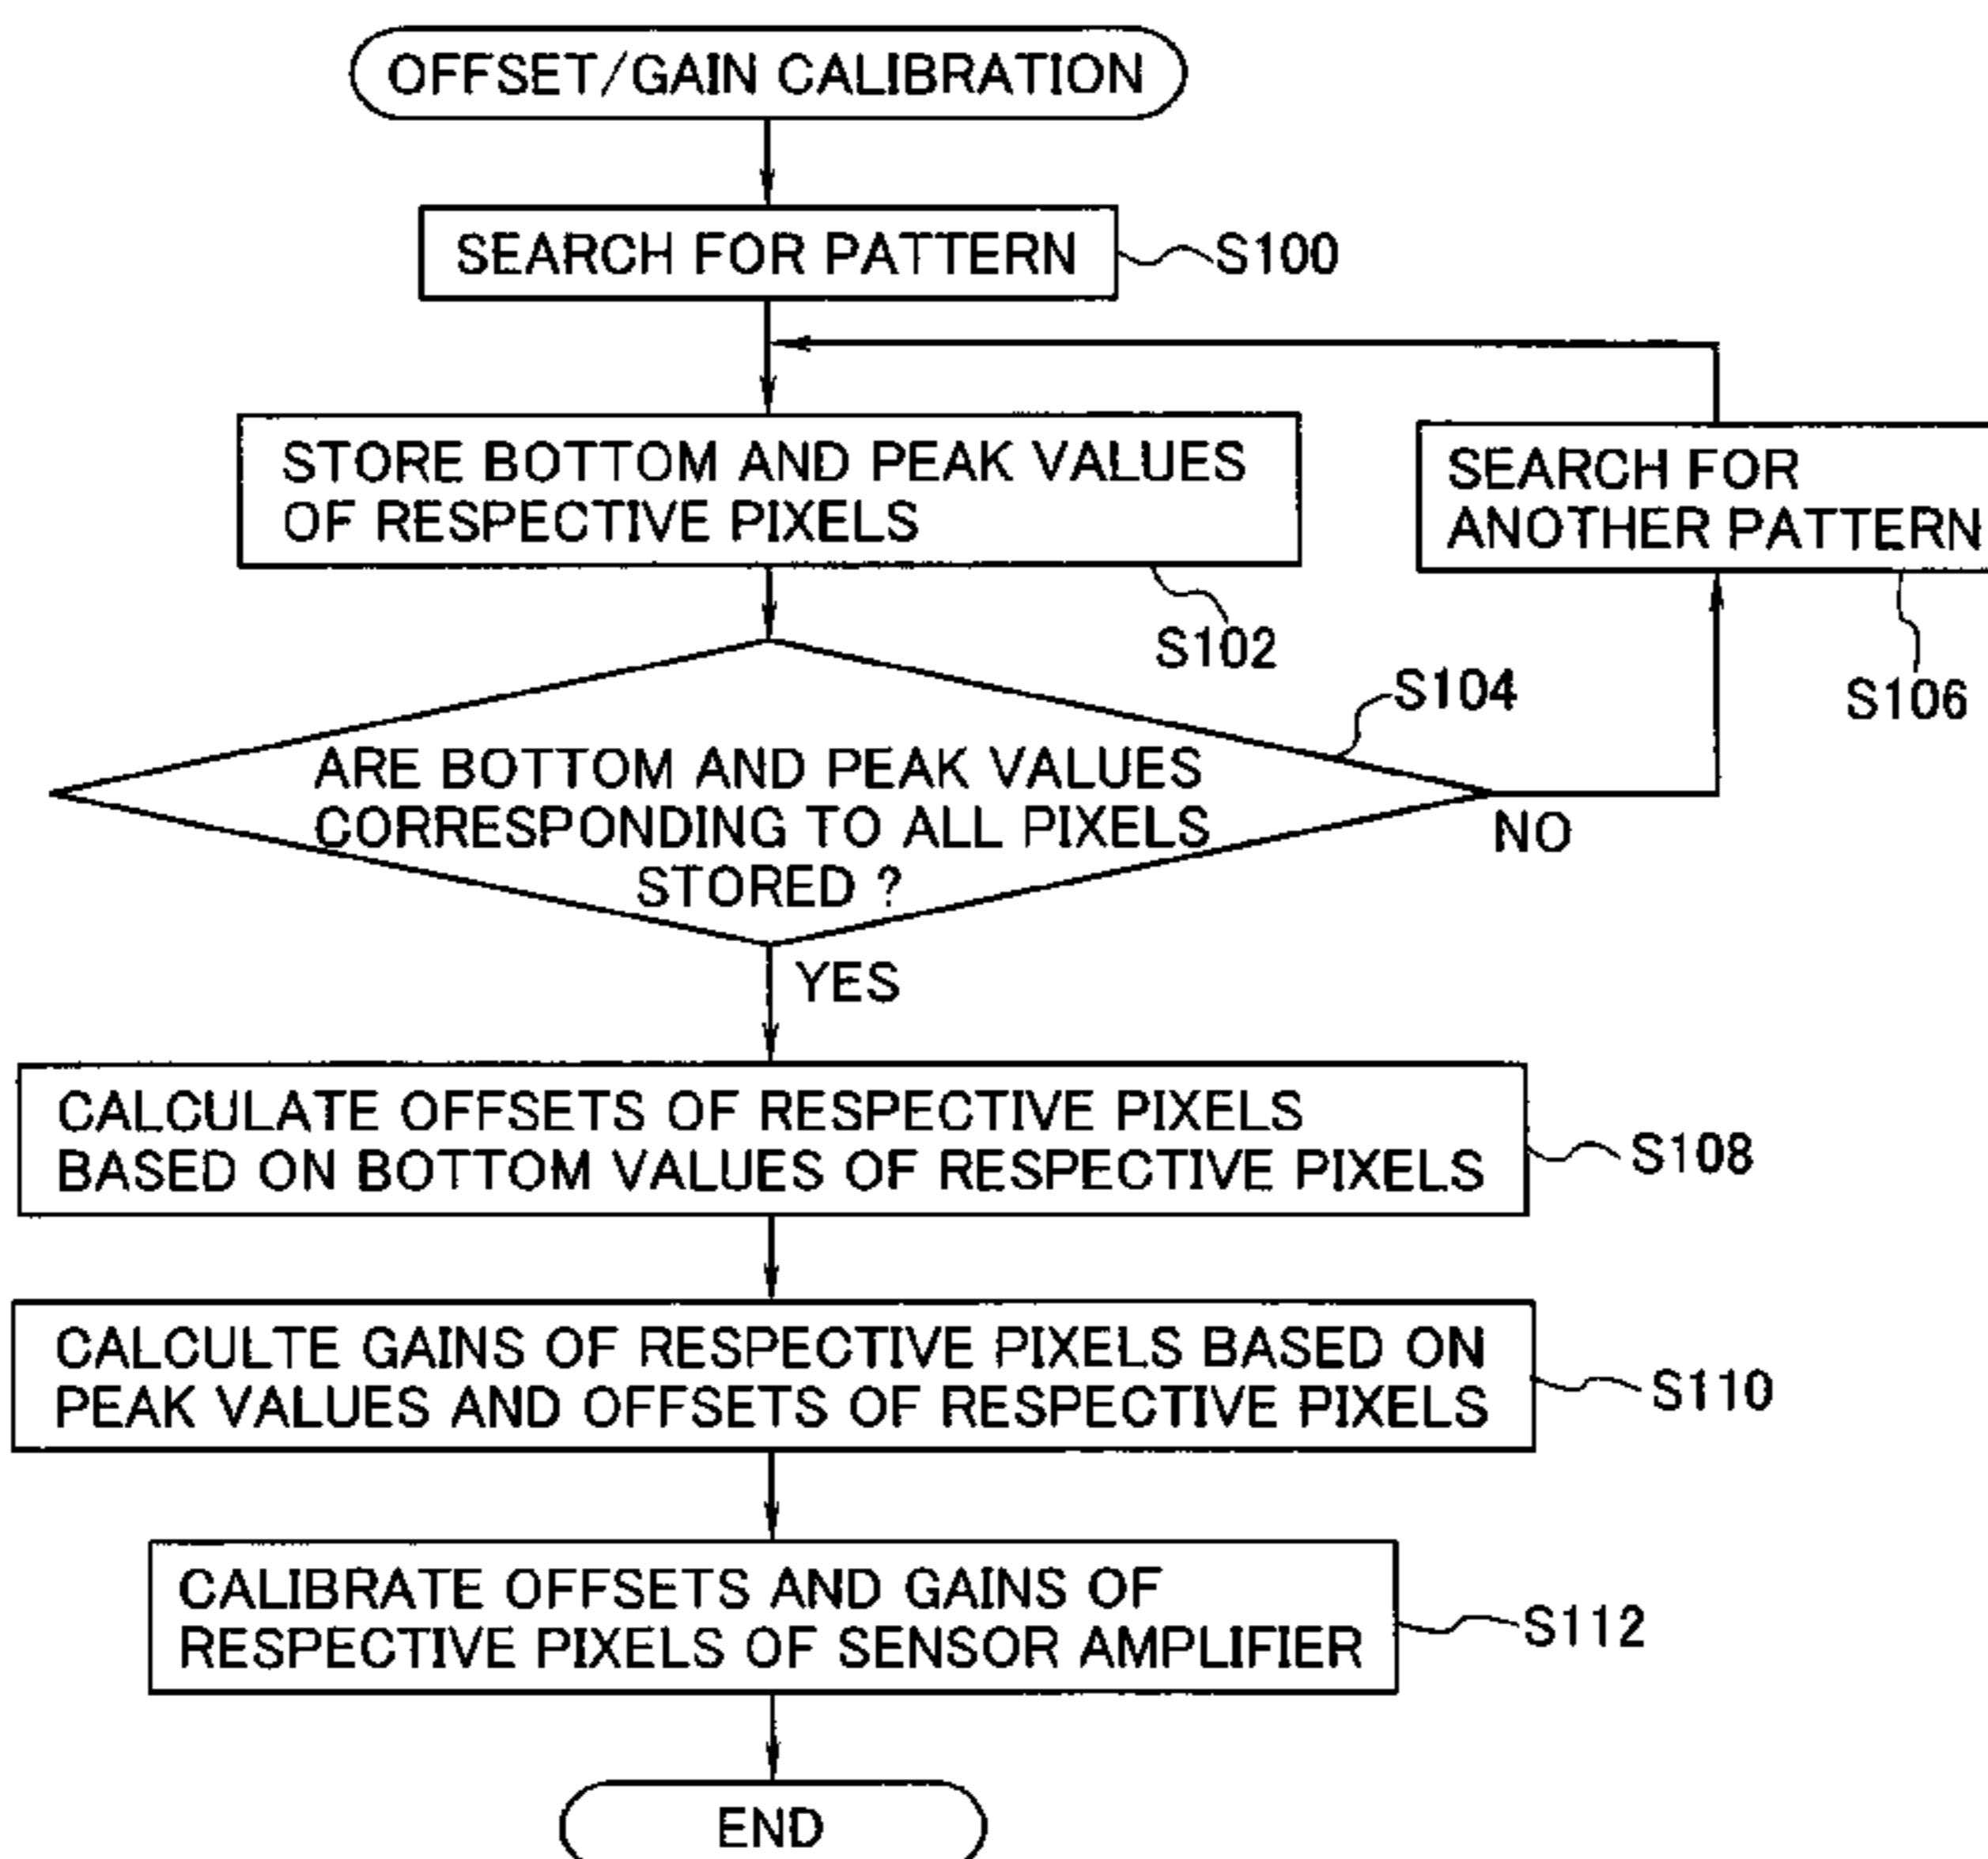 OFFSET/GAIN CALIBRATION
SEARCH FOR PATTERN
S100
STORE BOTTOM AND PEAK VALUES
OF RESPECTIVE PIXELS
S102
SEARCH FOR
ANOTHER PATTERN
S106
S104
ARE BOTTOM AND PEAK VALUES
CORRESPONDING TO ALL PIXELS
STORED ?
NO
YES
CALCULATE OFFSETS OF RESPECTIVE PIXELS
BASED ON BOTTOM VALUES OF RESPECTIVE PIXELS
S108
CALCULTE GAINS OF RESPECTIVE PIXELS BASED ON
PEAK VALUES AND OFFSETS OF RESPECTIVE PIXELS
S110
CALIBRATE OFFSETS AND GAINS OF
RESPECTIVE PIXELS OF SENSOR AMPLIFIER
S112
END